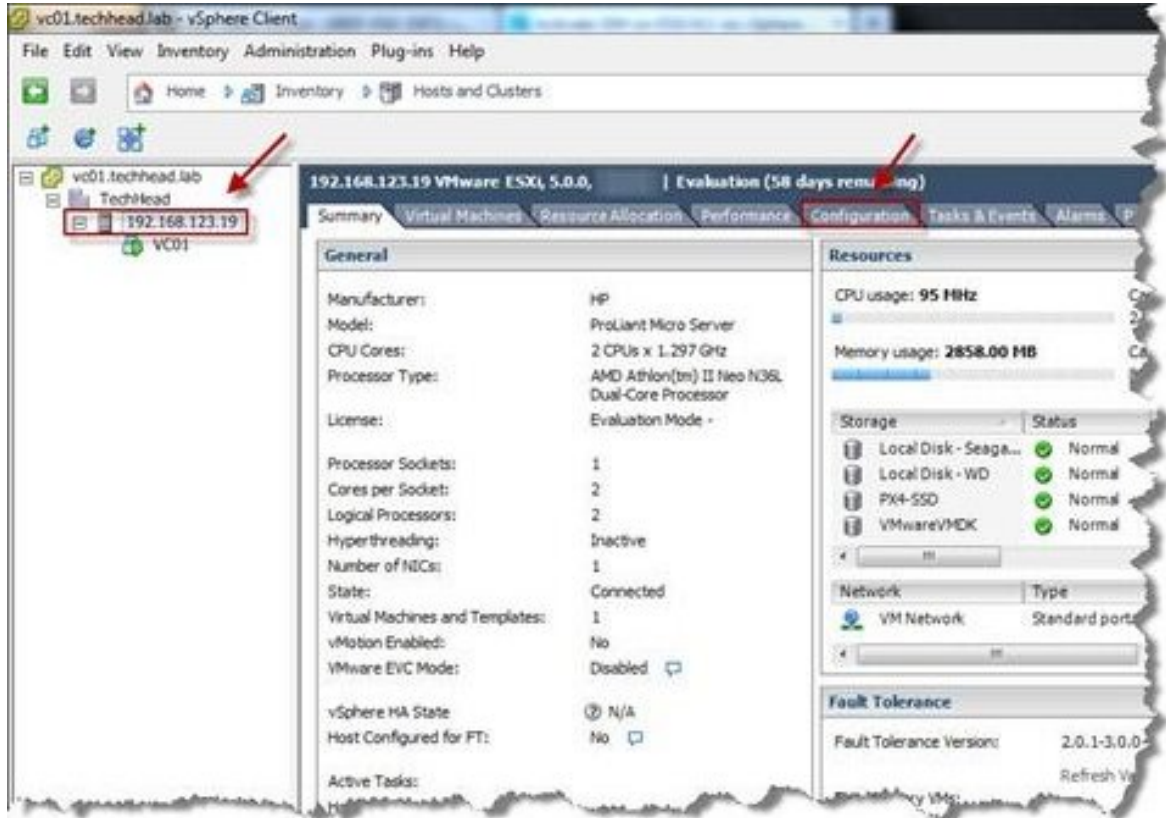 vc01.techhead.lab - vSphere Client
File Edit View Inventory Administration Plug-ins Help
Home Inventory Hosts and Clusters
vc01.techhead.lab
TechHead
192.168.123.19
VC01
192.168.123.19 VMware ESXi, 5.0.0, | Evaluation (58 days remaining)
Summary Virtual Machines Resource Allocation Performance Configuration Tasks & Events Alarms P
General
Manufacturer: HP
Model: ProLiant Micro Server
CPU Cores: 2 CPUs x 1.297 GHz
Processor Type: AMD Athlon(tm) II Neo N36L
Dual-Core Processor
License: Evaluation Mode -
Processor Sockets: 1
Cores per Socket: 2
Logical Processors: 2
Hyperthreading: Inactive
Number of NICs: 1
State: Connected
Virtual Machines and Templates: 1
vMotion Enabled: No
VMware EVC Mode: Disabled
vSphere HA State N/A
Host Configured for FT: No
Active Tasks:
Resources
CPU usage: 95 MHz
Memory usage: 2858.00 MB
Storage Status
Local Disk - Seaga... Normal
Local Disk - WD Normal
PX4-SSD Normal
VMwareVMDK Normal
Network Type
VM Network Standard port
Fault Tolerance
Fault Tolerance Version: 2.0.1-3.0.0-
Refresh